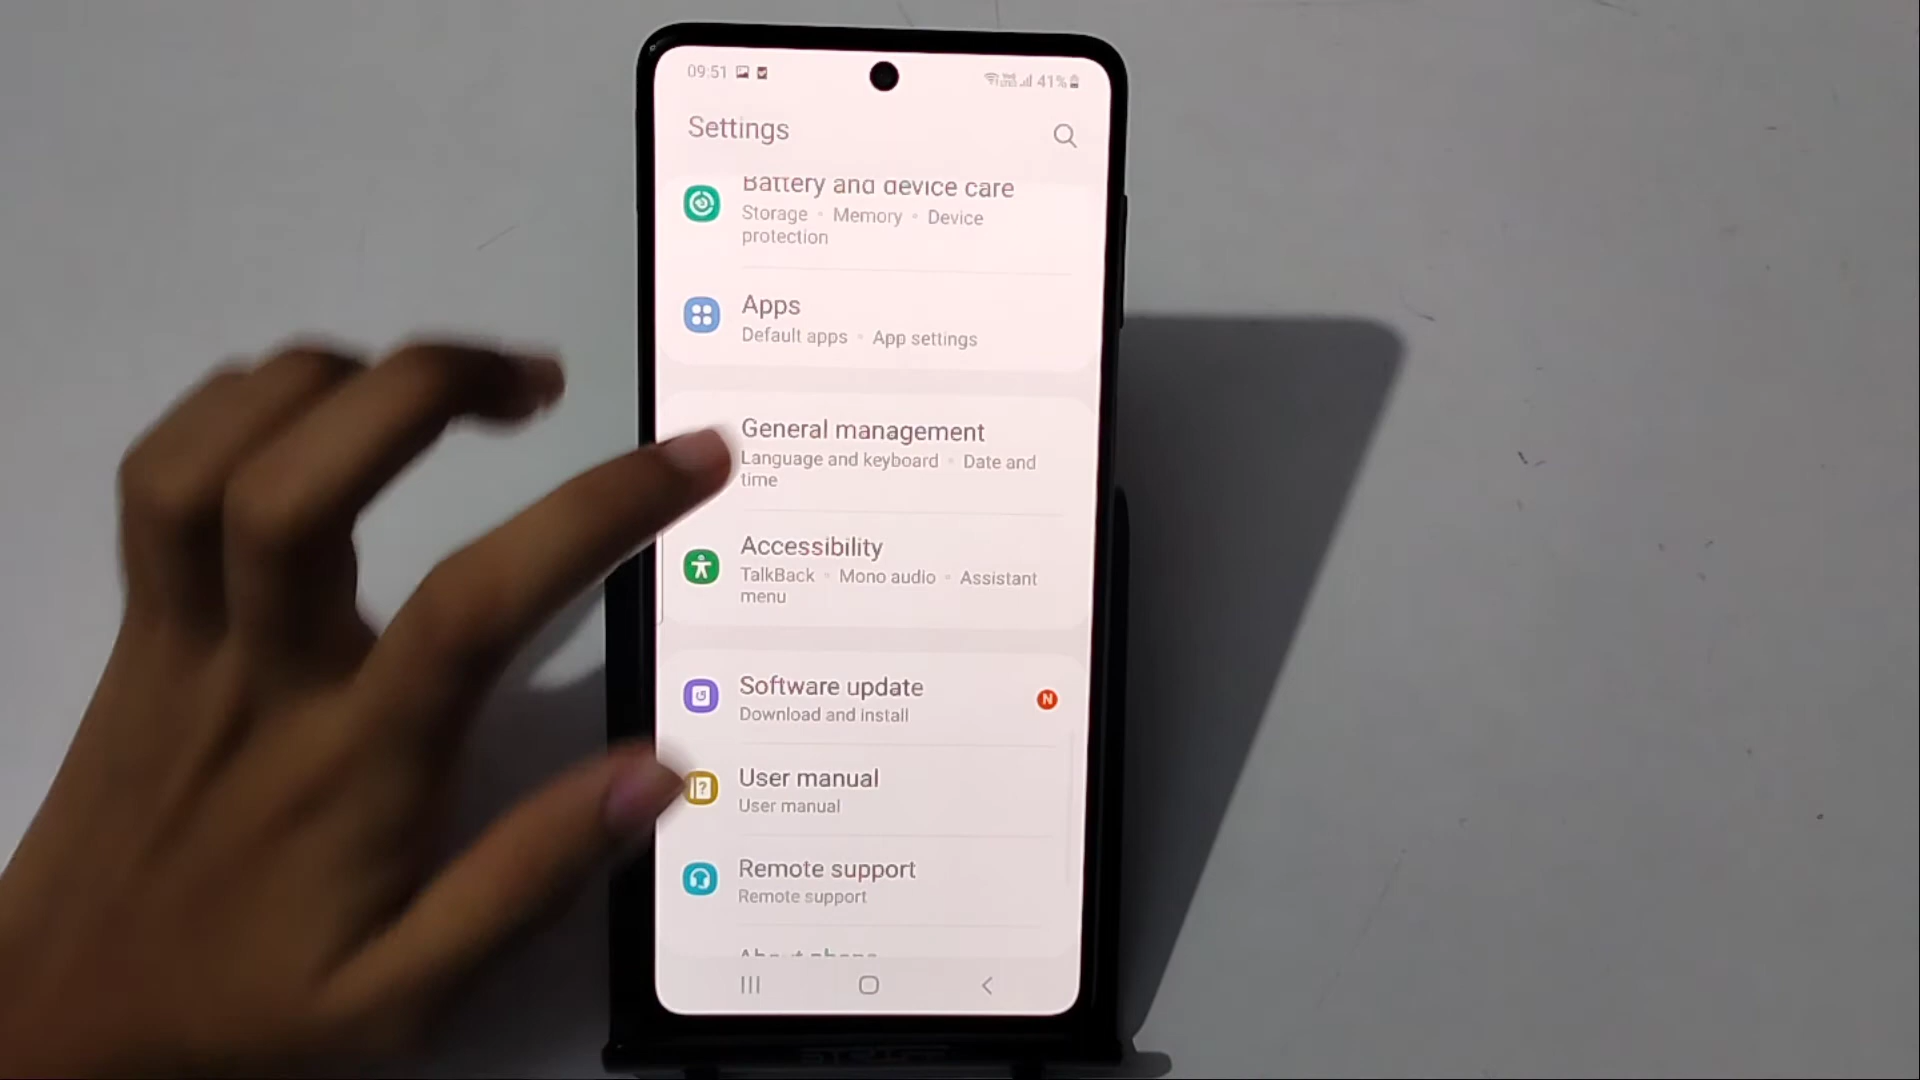 09:51 41%
Settings
Battery and device care
Storage • Memory • Device
protection
Apps
Default apps • App settings
General management
Language and keyboard • Date and
time
Accessibility
TalkBack • Mono audio • Assistant
menu
Software update N
Download and install
User manual
User manual
Remote support
Remote support
About phone